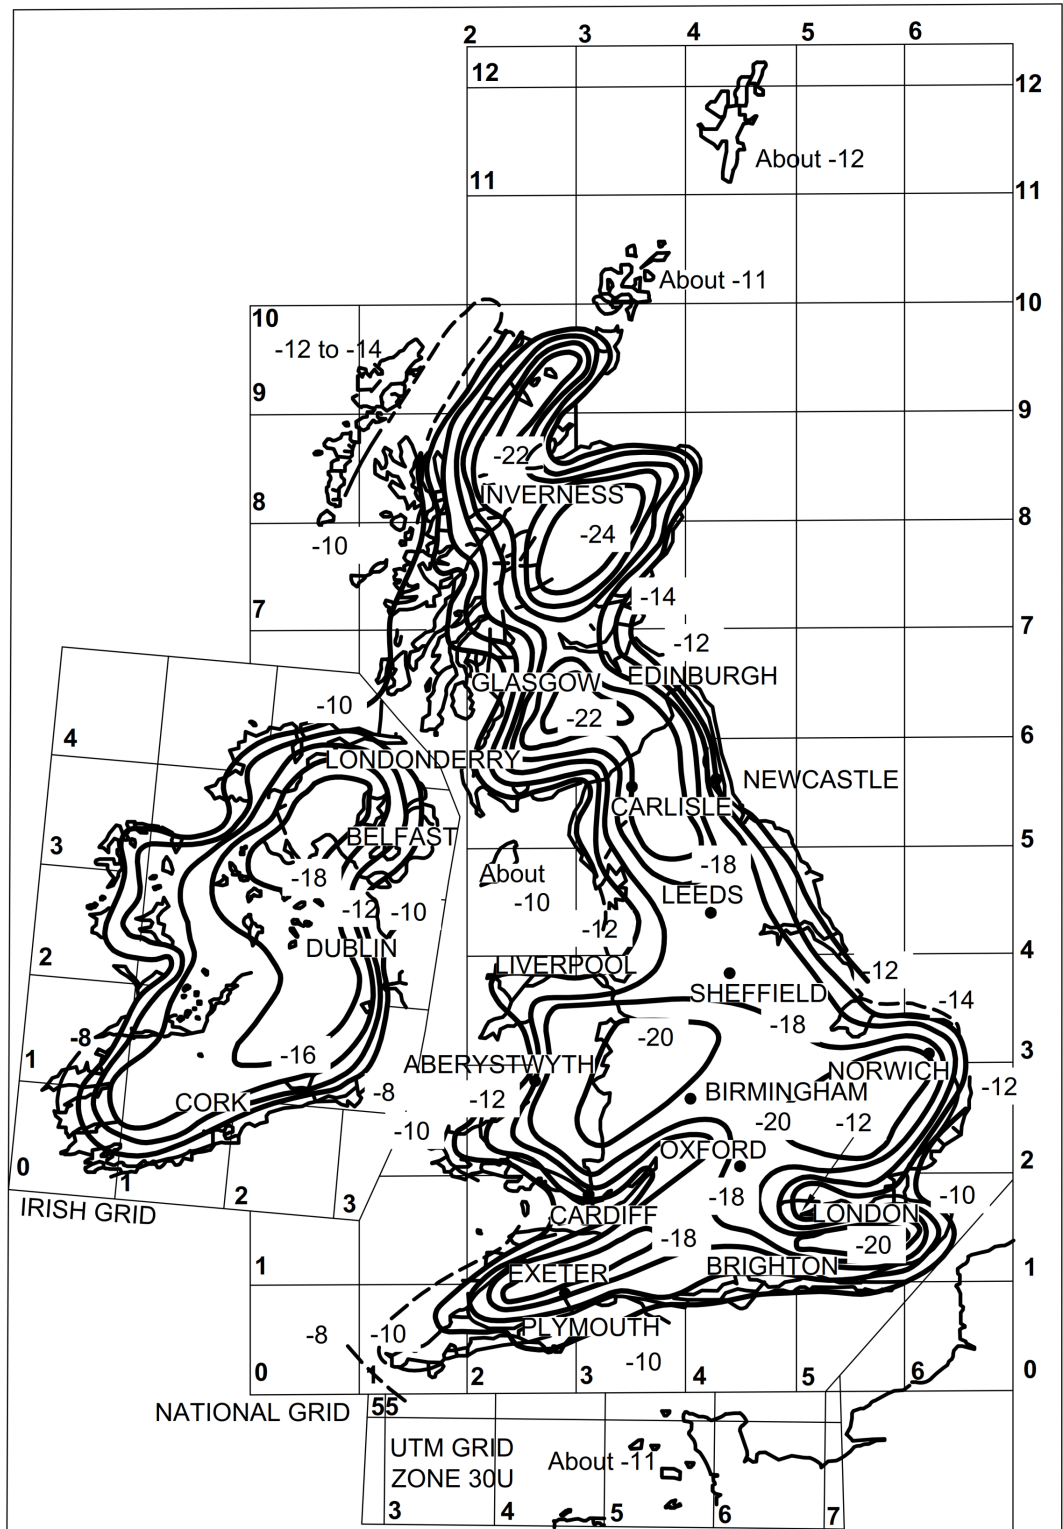 2 3 4 5 6
12
12
About -12
11
11
About -11
10
10
-12 to -14
9
9
-22
INVERNESS
8
8
-24
-10
-14
7
7
-12
GLASGOW EDINBURGH
-10
-22
4
6
LONDONDERRY
NEWCASTLE
CARLISLE
BELFAST
3
5
About
-18
-18
LEEDS
-10
-12 -10
-12
DUBLIN
2
4
LIVERPOOL
-12
SHEFFIELD
-14
-18
-8
-20
1
-16
3
ABERYSTWYTH
NORWICH
-8
BIRMINGHAM
-12
CORK
-12
-20 -12
-10
OXFORD
0
1
2
2
3
-18
-10
IRISH GRID
CARDIFF
LONDON
-18
-20
1
EXETER
BRIGHTON
1
-8
-10
PLYMOUTH
-10
0 1 2 3 4 5 6 0
NATIONAL GRID
55
UTM GRID
ZONE 30U
About -11
3 4 5 6 7